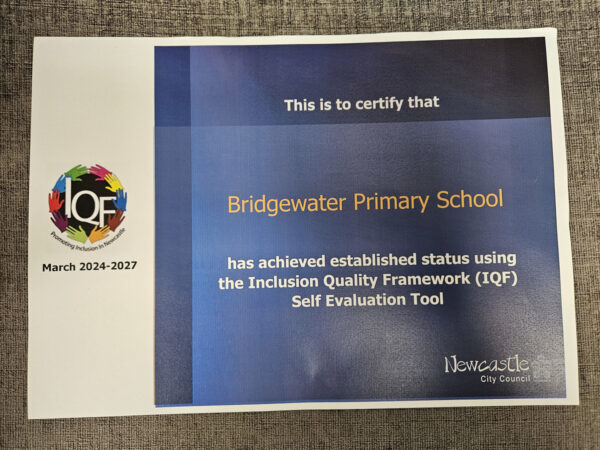 IQF
Promoting Inclusion in Newcastle
March 2024-2027
This is to certify that
Bridgewater Primary School
has achieved established status using
the Inclusion Quality Framework (IQF)
Self Evaluation Tool
Newcastle
City Council